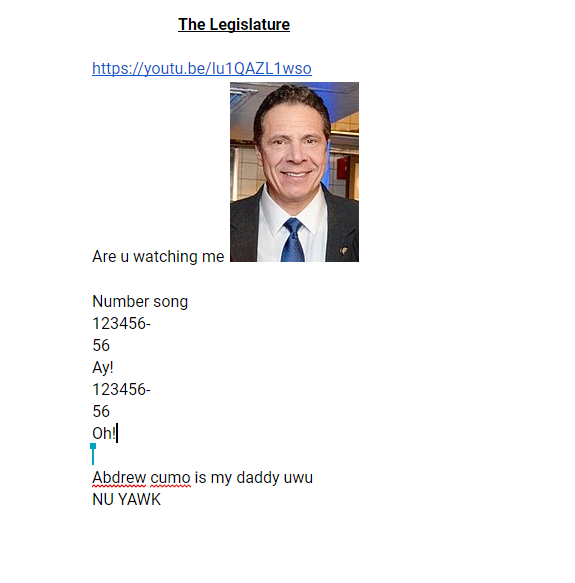 The Legislature
https://youtu.be/Iu1QAZL1wso
Are u watching me
Number song
123456-
56
Ay!
123456-
56
Oh!
Abdrew cumo is my daddy uwu
NU YAWK